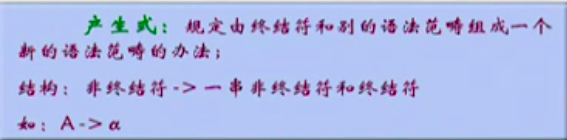 产生式：规定由终结符和别的语法范畴组成一个
新的语法范畴的办法；
结构：非终结符->一串非终结符和终结符
如：A->α